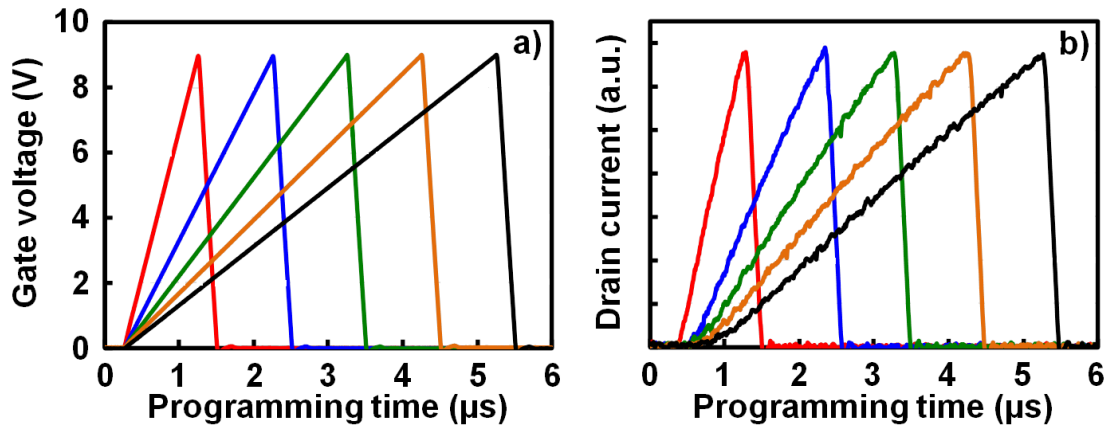 a)
Gate voltage (V)
10
8
6
4
2
0
0 1 2 3 4 5 6
Programming time (µs)
b)
Drain current (a.u.)
0 1 2 3 4 5 6
Programming time (µs)